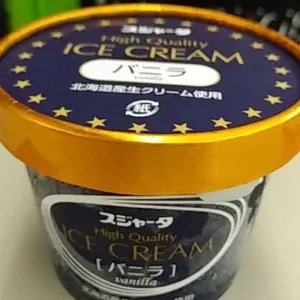 スジャータ
High Quality
ICE CREAM
バニラ
vanilla
北海道産生クリーム使用
紙
スジャータ
High Quality
ICE CREAM
[バニラ]
vanilla